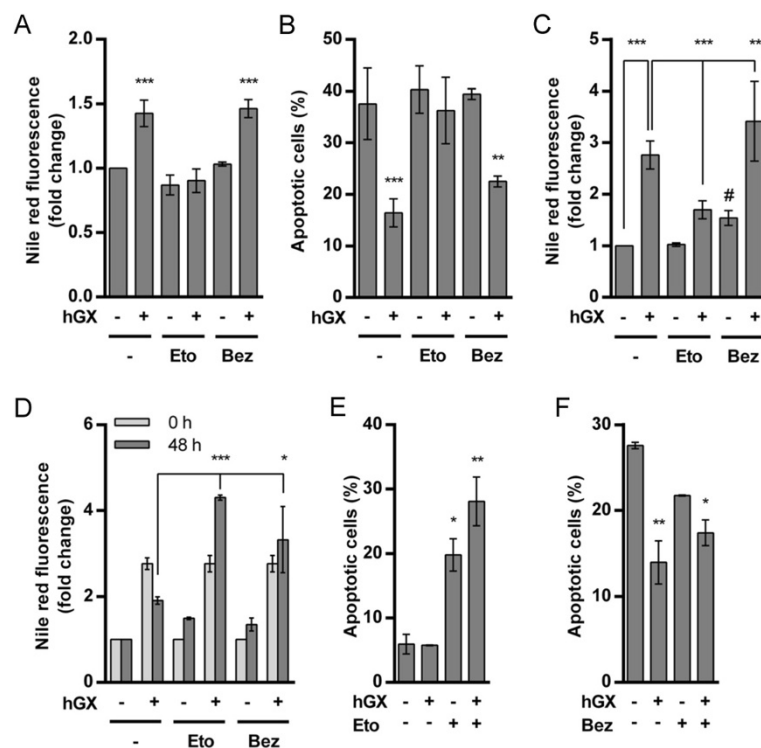 A
Nile red fluorescence
(fold change)
2.0
1.5
1.0
0.5
0.0
***
***
hGX - + - + - +
- Eto Bez
B
Apoptotic cells (%)
50
40
30
20
10
0
***
**
hGX - + - + - +
- Eto Bez
C
Nile red fluorescence
(fold change)
5
4
3
2
1
0
*** *** **
#
hGX - + - + - +
- Eto Bez
D
Nile red fluorescence
(fold change)
6
4
2
0
0 h
48 h
*** *
hGX - + - + - +
- Eto Bez
E
Apoptotic cells (%)
40
30
20
10
0
*
**
hGX - + - +
Eto - - + +
F
Apoptotic cells (%)
30
20
10
0
**
*
hGX - + - +
Bez - - + +